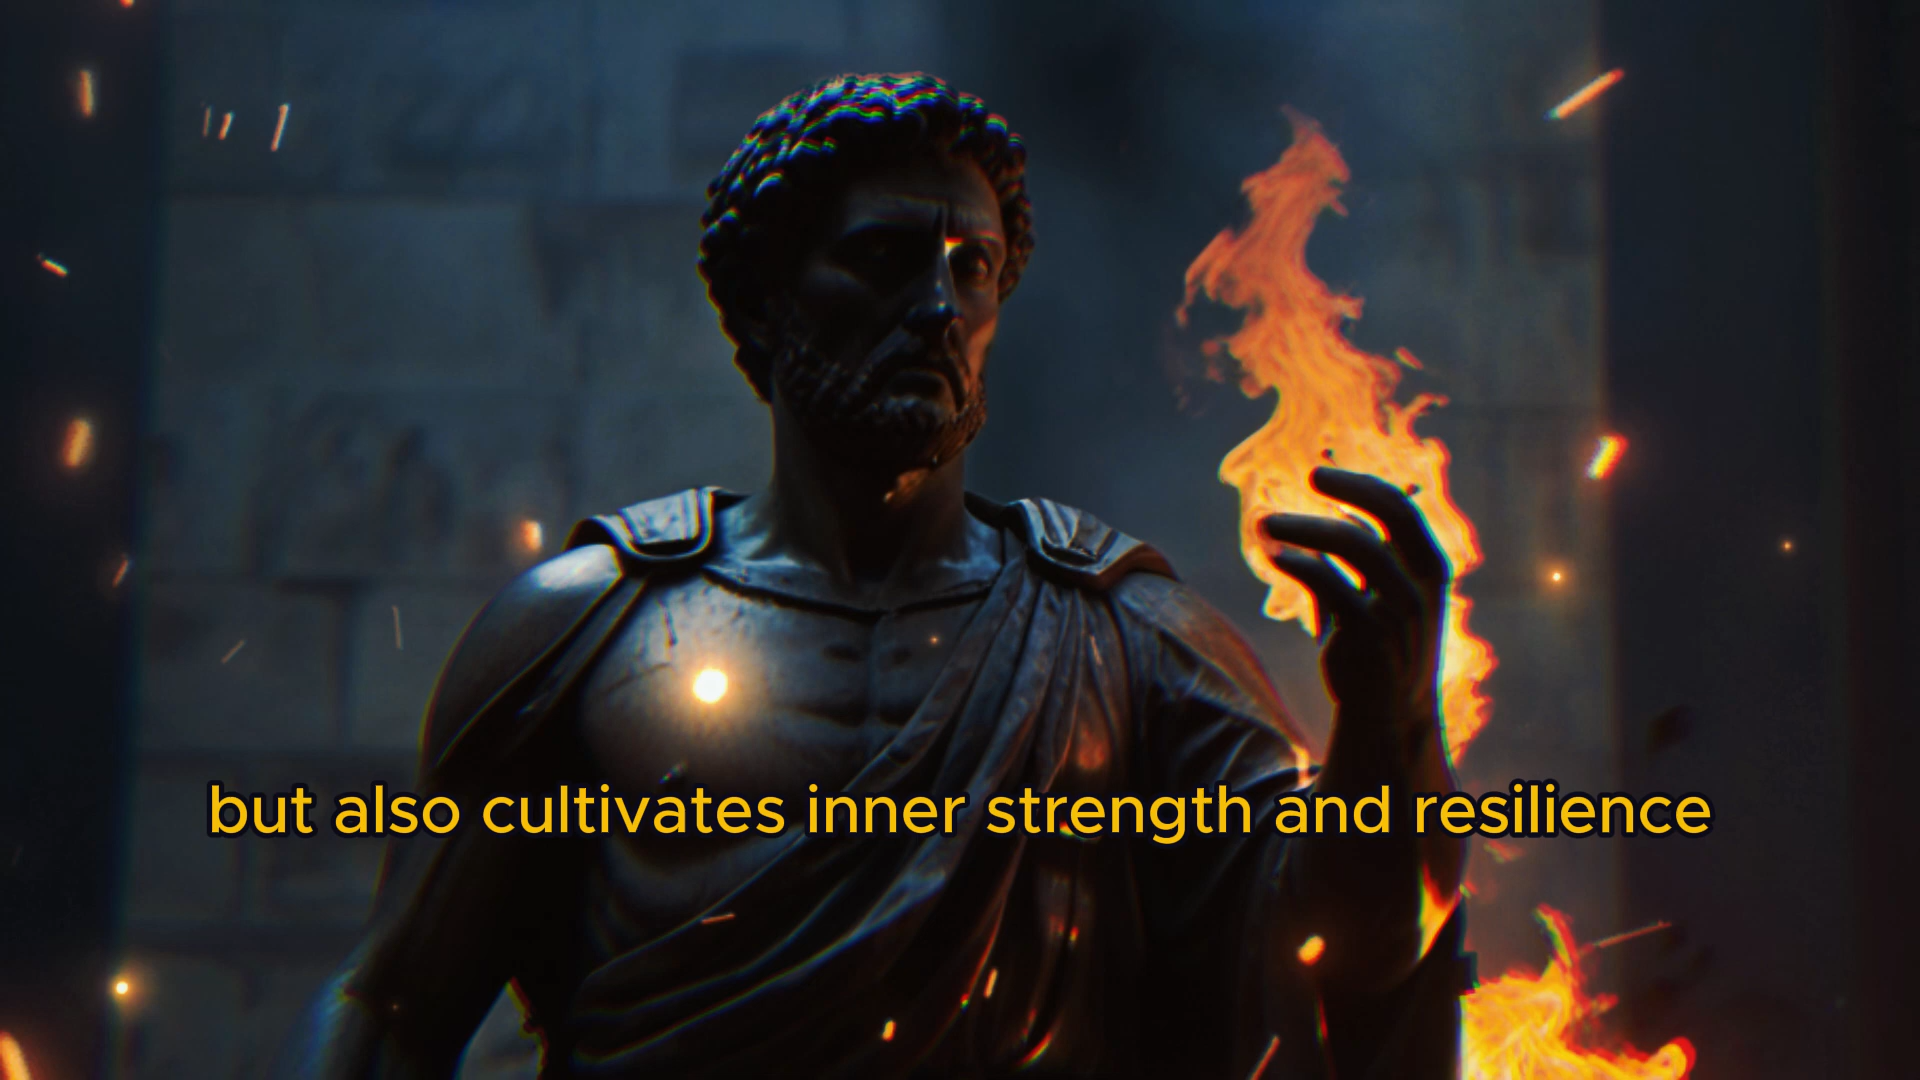 but also cultivates inner strength and resilience